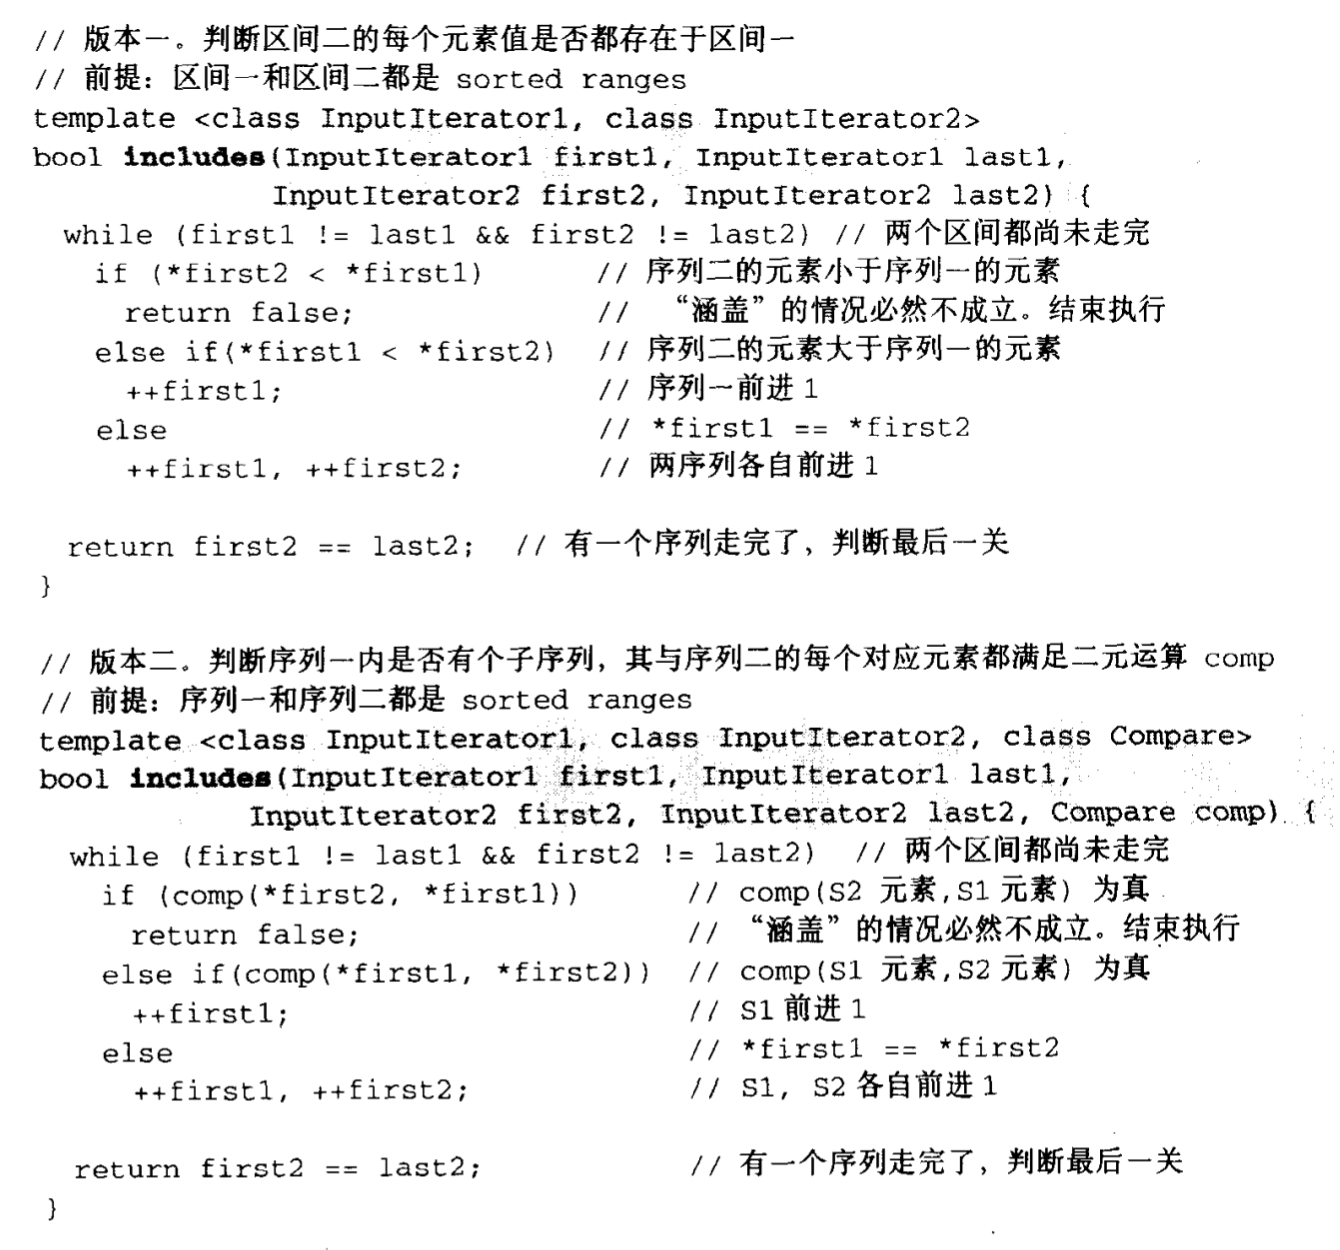 // 版本一。判断区间二的每个元素值是否都存在于区间一
// 前提：区间一和区间二都是 sorted ranges
template <class InputIterator1, class InputIterator2>
bool includes(InputIterator1 first1, InputIterator1 last1,
              InputIterator2 first2, InputIterator2 last2) {
  while (first1 != last1 && first2 != last2) // 两个区间都尚未走完
    if (*first2 < *first1)        // 序列二的元素小于序列一的元素
      return false;               // “涵盖”的情况必然不成立。结束执行
    else if(*first1 < *first2)    // 序列二的元素大于序列一的元素
      ++first1;                   // 序列一前进 1
    else                          // *first1 == *first2
      ++first1, ++first2;         // 两序列各自前进 1
  return first2 == last2;  // 有一个序列走完了，判断最后一关
}
// 版本二。判断序列一内是否有个子序列，其与序列二的每个对应元素都满足二元运算 comp
// 前提：序列一和序列二都是 sorted ranges
template <class InputIterator1, class InputIterator2, class Compare>
bool includes(InputIterator1 first1, InputIterator1 last1,
              InputIterator2 first2, InputIterator2 last2, Compare comp) {
  while (first1 != last1 && first2 != last2)  // 两个区间都尚未走完
    if (comp(*first2, *first1))        // comp(S2 元素,S1 元素) 为真
      return false;                    // “涵盖”的情况必然不成立。结束执行
    else if(comp(*first1, *first2))    // comp(S1 元素,S2 元素) 为真
      ++first1;                        // S1 前进 1
    else                               // *first1 == *first2
      ++first1, ++first2;              // S1, S2 各自前进 1
  return first2 == last2;              // 有一个序列走完了，判断最后一关
}